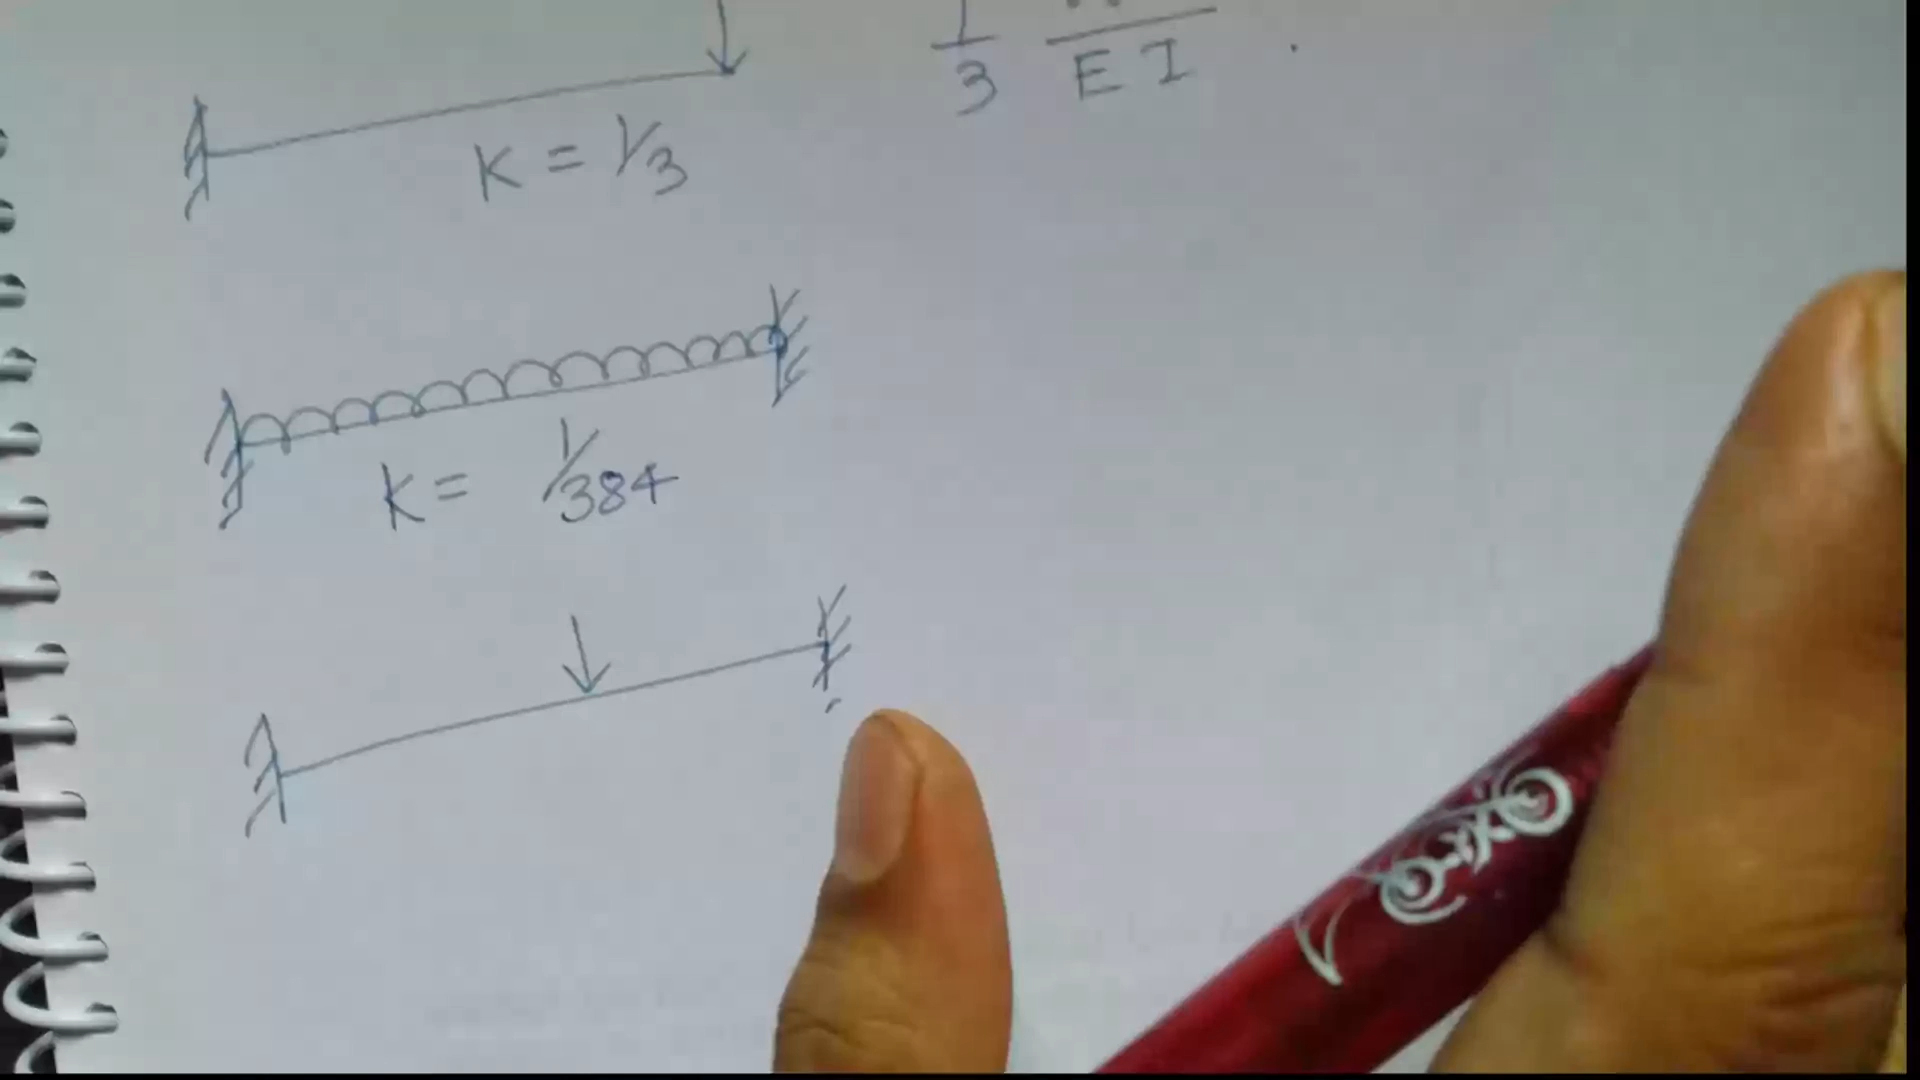 1/3 /EI
K = 1/3
K = 1/384